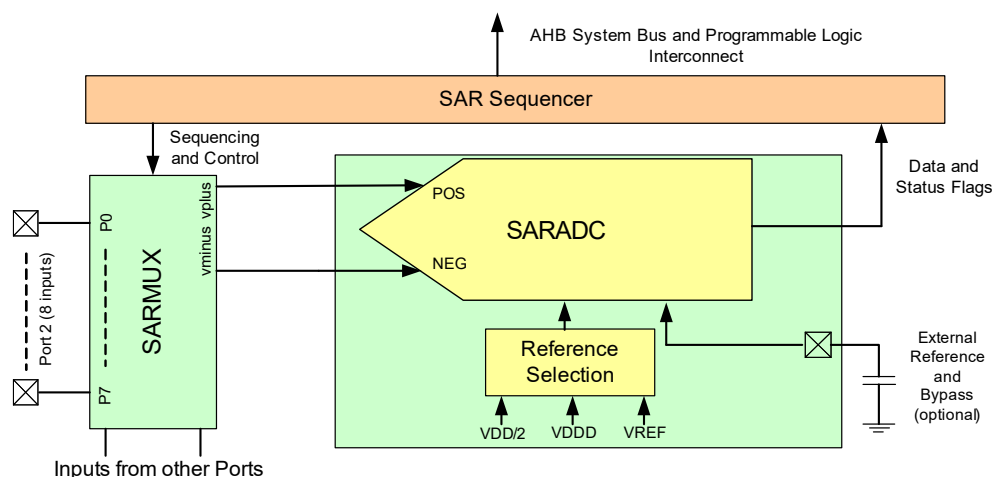 AHB System Bus and Programmable Logic
Interconnect
SAR Sequencer
Sequencing
and Control
Data and
Status Flags
vminus vplus
POS
NEG
SARADC
P0
Port 2 (8 inputs)
SARMUX
P7
Reference
Selection
VDD/2
VDDD
VREF
External
Reference
and
Bypass
(optional)
Inputs from other Ports